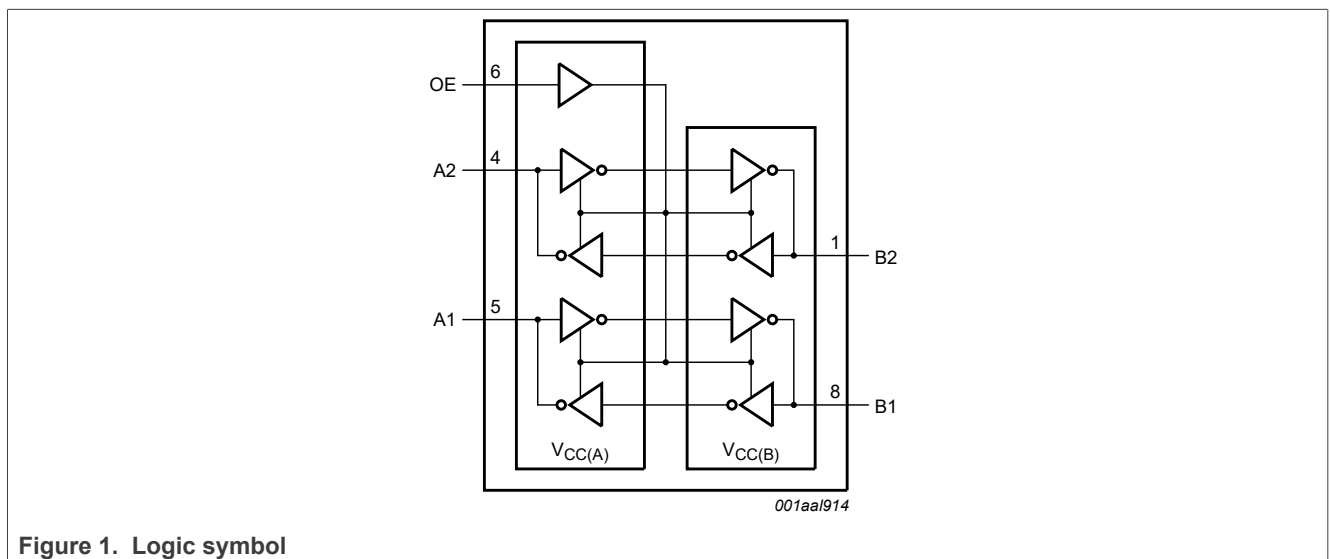 OE 6
A2 4
1 B2
A1 5
8 B1
VCC(A) VCC(B)
001aal914
Figure 1. Logic symbol